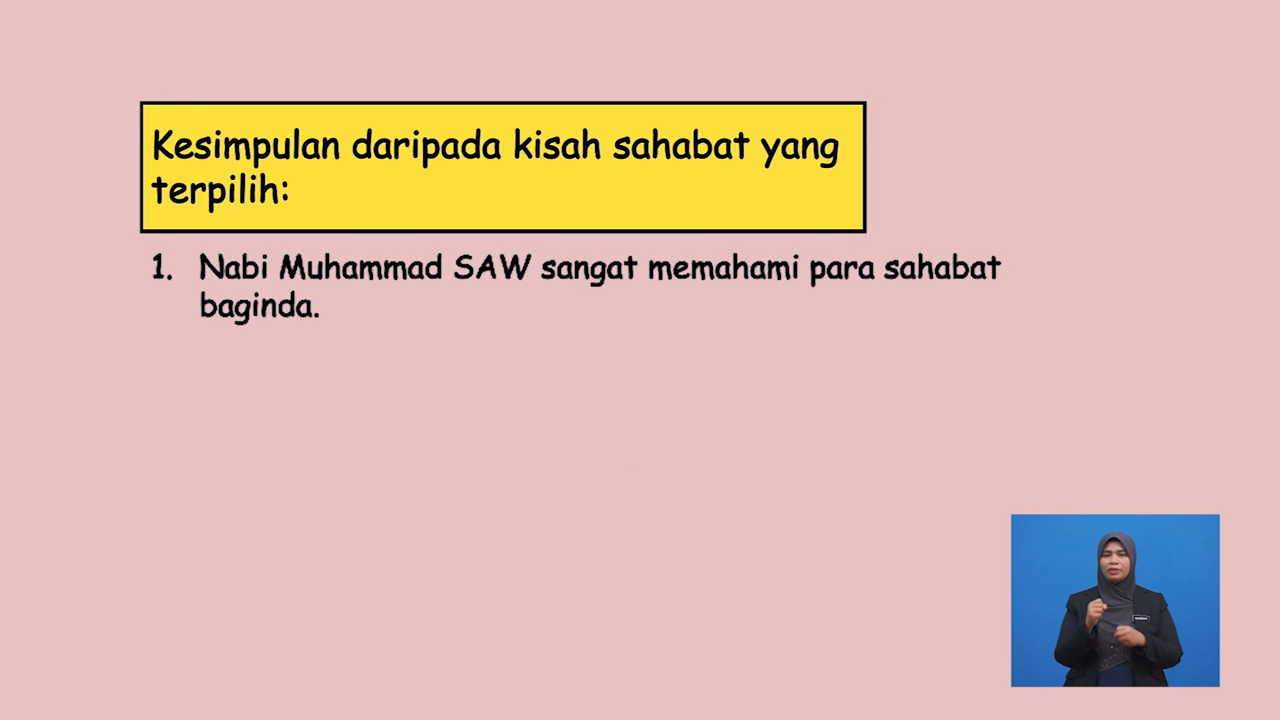 Kesimpulan daripada kisah sahabat yang
terpilih:
1. Nabi Muhammad SAW sangat memahami para sahabat
baginda.